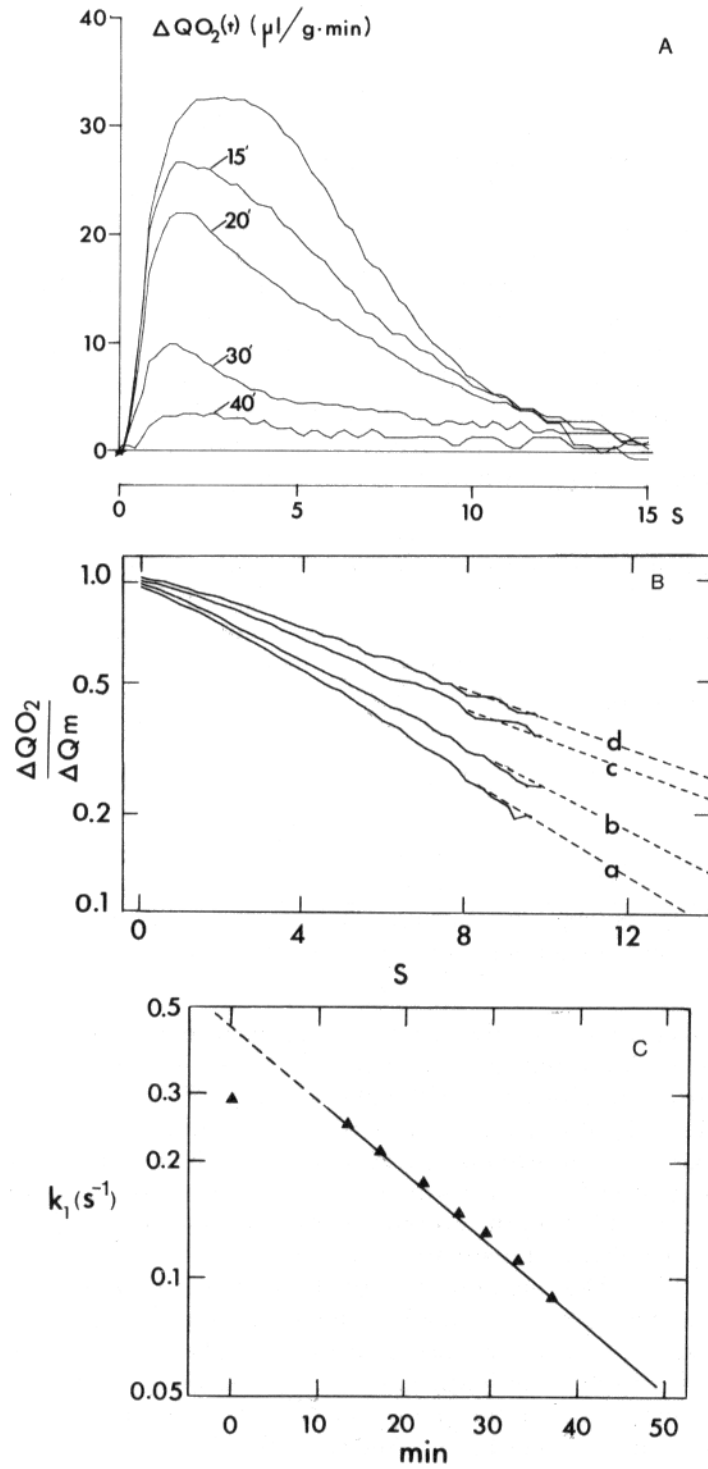 ΔQO₂(t) (μl/g·min)
A
40
30
20
10
0
15'
20'
30'
40'
0 5 10 15 S
B
1.0
0.5
0.2
0.1
ΔQO₂
ΔQm
d
c
b
a
0 4 8 12
S
C
0.5
0.3
0.2
0.1
0.05
k₁ (s⁻¹)
0 10 20 30 40 50
min